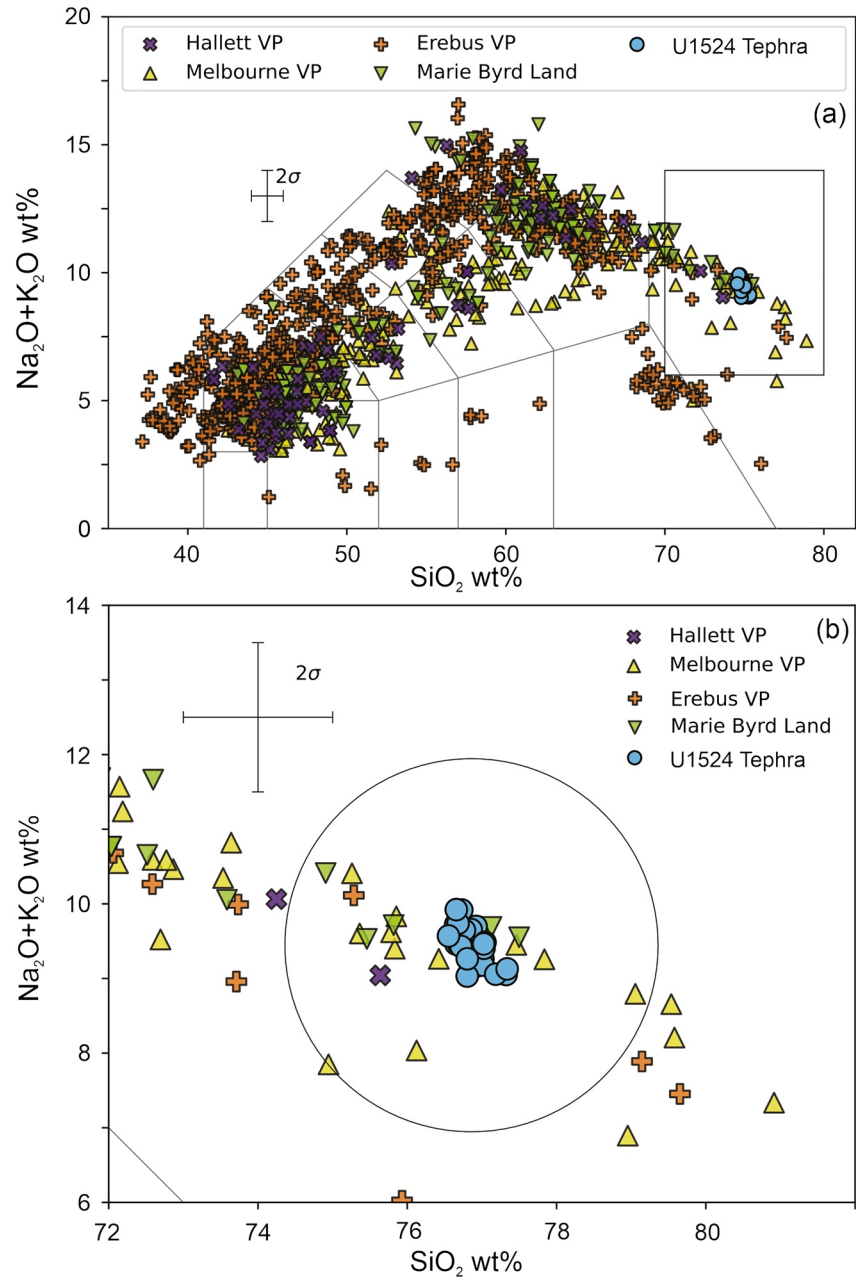 20
Hallett VP
Erebus VP
U1524 Tephra
Melbourne VP
Marie Byrd Land
(a)
15
2σ
Na₂O+K₂O wt%
10
5
0
40
50
60
70
80
SiO₂ wt%
14
(b)
Hallett VP
2σ
Melbourne VP
Erebus VP
Marie Byrd Land
U1524 Tephra
12
Na₂O+K₂O wt%
10
8
6
72
74
76
78
80
SiO₂ wt%